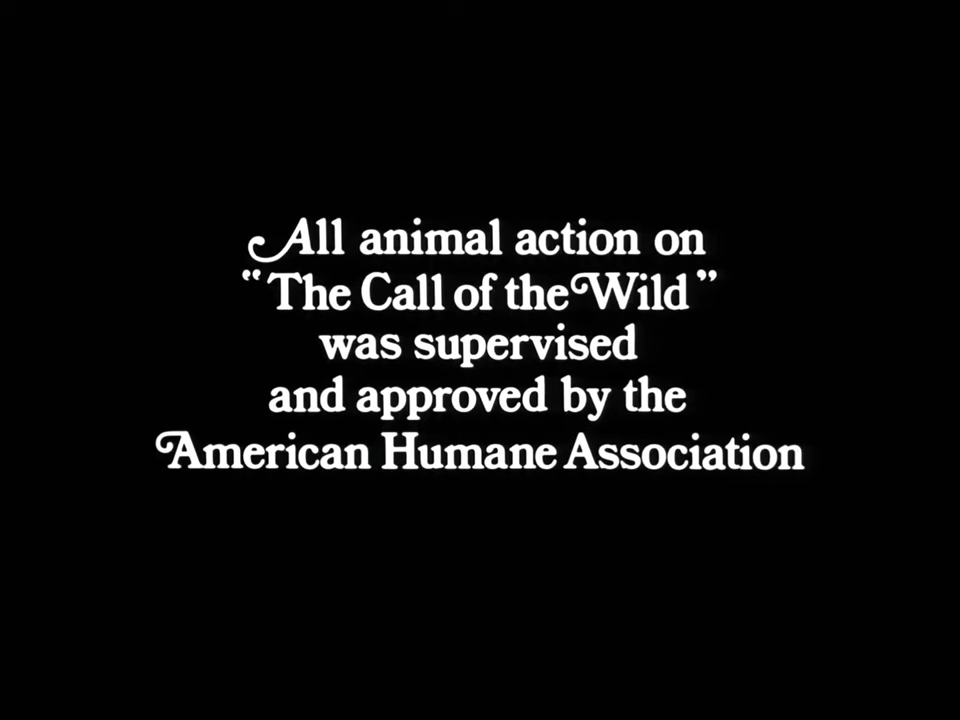 All animal action on
“The Call of the Wild”
was supervised
and approved by the
American Humane Association